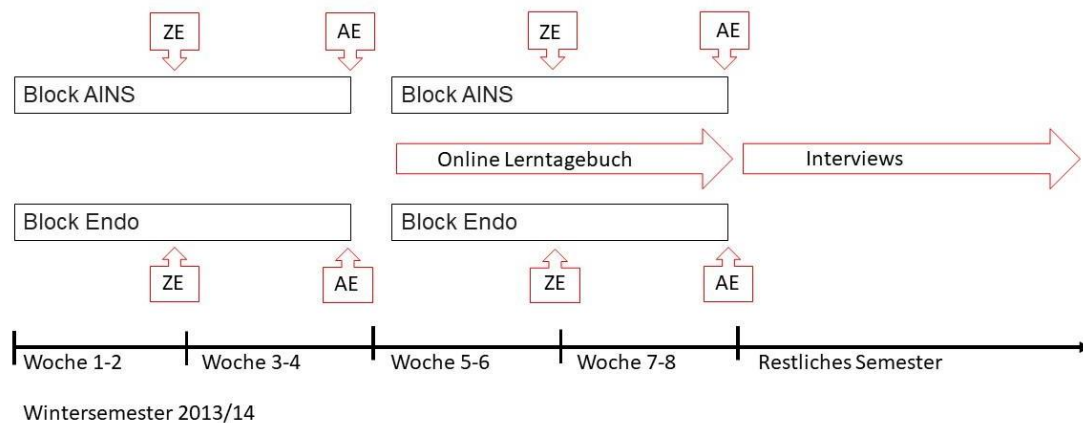 ZE
AE
ZE
AE
Block AINS
Block AINS
Online Lerntagebuch
Interviews
Block Endo
Block Endo
ZE
AE
ZE
AE
Woche 1-2
Woche 3-4
Woche 5-6
Woche 7-8
Restliches Semester
Wintersemester 2013/14